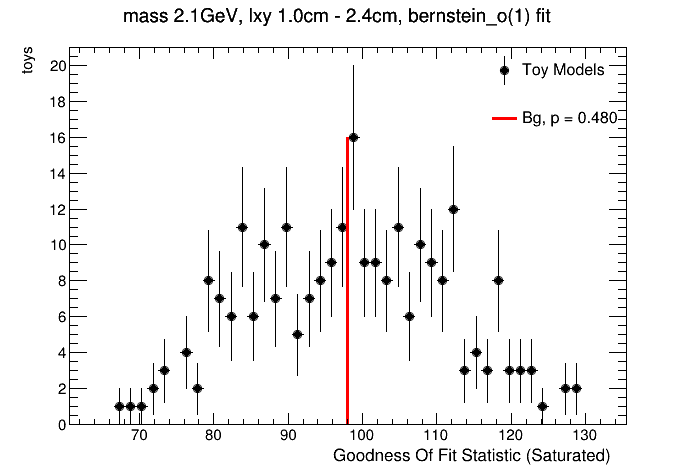 mass 2.1GeV, lxy 1.0cm - 2.4cm, bernstein_o(1) fit
toys
20
18
16
14
12
10
8
6
4
2
0
Toy Models
Bg, p = 0.480
70 80 90 100 110 120 130
Goodness Of Fit Statistic (Saturated)